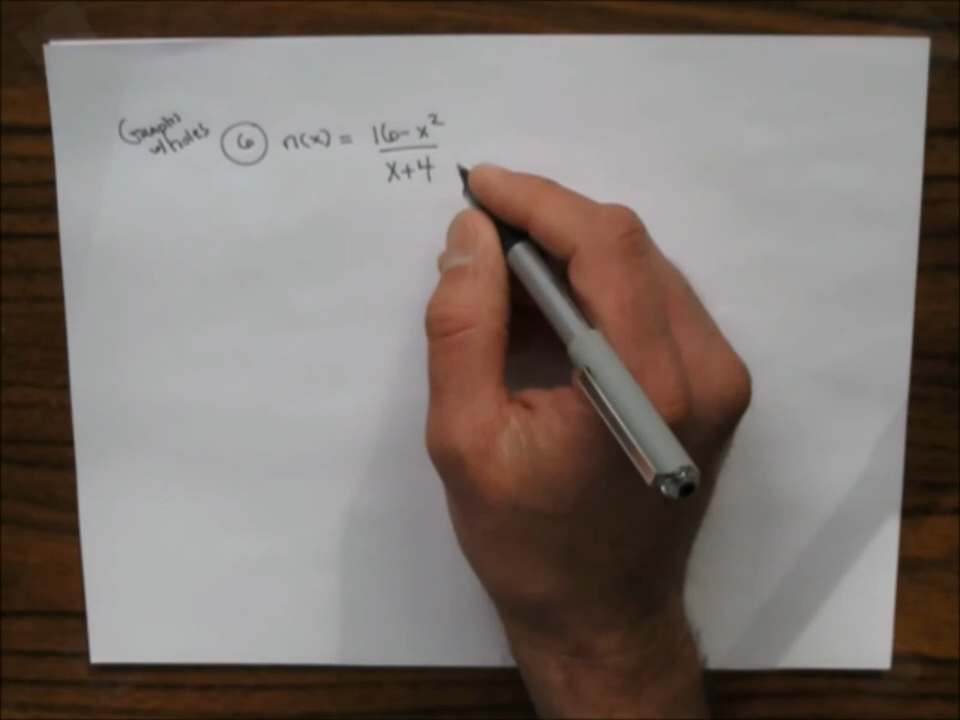 Graphs
w/holes
6 n(x) = 16-x²
x+4